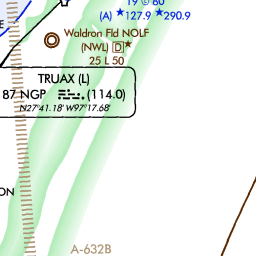 19 60
(A) ★127.9 ★290.9
Waldron Fld NOLF
(NWL) D★
25 L 50
TRUAX (L)
87 NGP (114.0)
N27°41.18' W97°17.68'
ON
A-632B